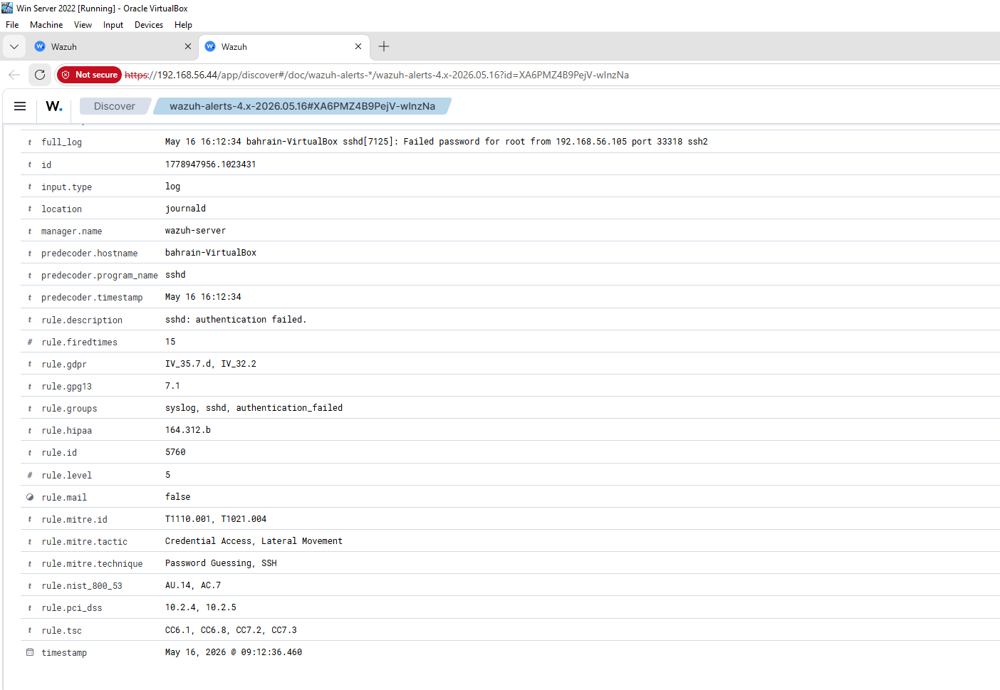 Win Server 2022 [Running] - Oracle VirtualBox
File Machine View Input Devices Help
Wazuh Wazuh
Not secure https://192.168.56.44/app/discover#/doc/wazuh-alerts-*/wazuh-alerts-4.x-2026.05.16?id=XA6PMZ4B9PejV-wInzNa
W. Discover wazuh-alerts-4.x-2026.05.16#XA6PMZ4B9PejV-wInzNa
t full_log May 16 16:12:34 bahrain-VirtualBox sshd[7125]: Failed password for root from 192.168.56.105 port 33318 ssh2
t id 1778947956.1023431
t input.type log
t location journald
t manager.name wazuh-server
t predecoder.hostname bahrain-VirtualBox
t predecoder.program_name sshd
t predecoder.timestamp May 16 16:12:34
t rule.description sshd: authentication failed.
# rule.firedtimes 15
t rule.gdpr IV_35.7.d, IV_32.2
t rule.gpg13 7.1
t rule.groups syslog, sshd, authentication_failed
t rule.hipaa 164.312.b
t rule.id 5760
# rule.level 5
rule.mail false
t rule.mitre.id T1110.001, T1021.004
t rule.mitre.tactic Credential Access, Lateral Movement
t rule.mitre.technique Password Guessing, SSH
t rule.nist_800_53 AU.14, AC.7
t rule.pci_dss 10.2.4, 10.2.5
t rule.tsc CC6.1, CC6.8, CC7.2, CC7.3
timestamp May 16, 2026 @ 09:12:36.460